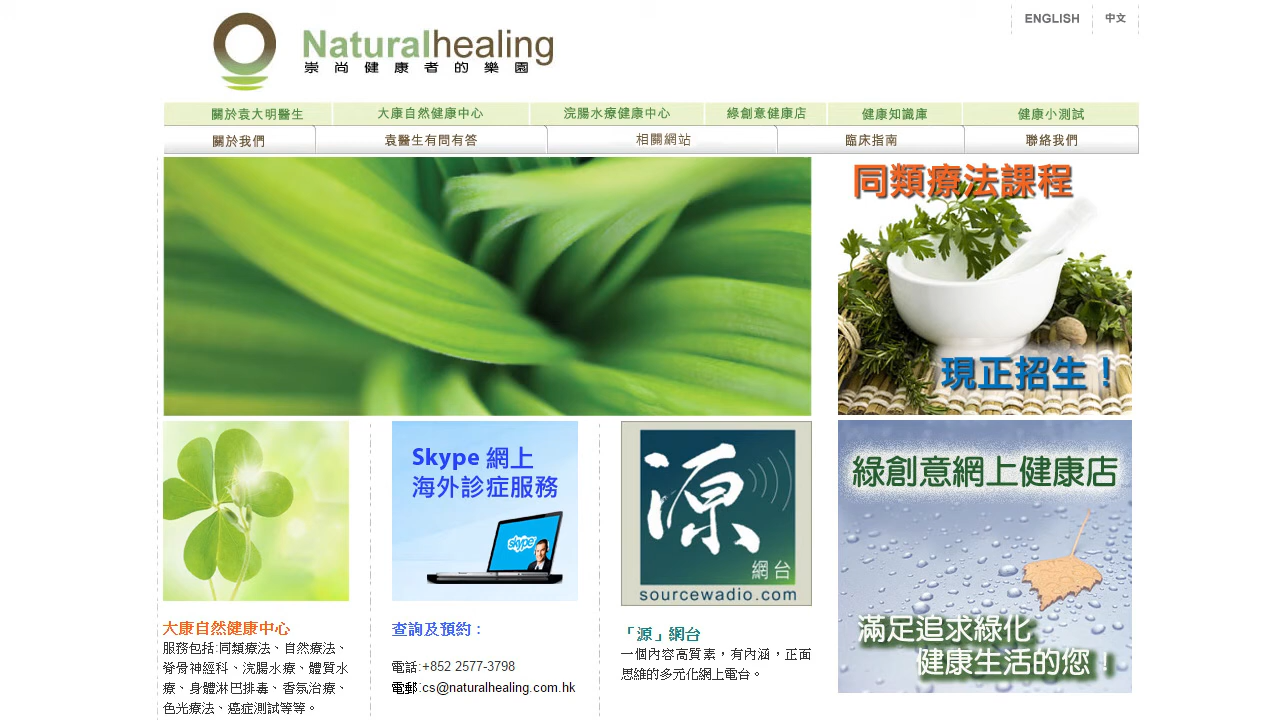 ENGLISH 中文
Naturalhealing
崇尚健康者的樂園
關於袁大明醫生 大康自然健康中心 浣腸水療健康中心 綠創意健康店 健康知識庫 健康小測試
關於我們 袁醫生有問有答 相關網站 臨床指南 聯絡我們
同類療法課程
現正招生！
Skype 網上
海外診症服務
skype
源
網台
sourcewadio.com
綠創意網上健康店
滿足追求綠化
健康生活的您！
大康自然健康中心
服務包括:同類療法、自然療法、
脊骨神經科、浣腸水療、體質水
療、身體淋巴排毒、香氛治療、
色光療法、癌症測試等等。
查詢及預約：
電話:+852 2577-3798
電郵:cs@naturalhealing.com.hk
「源」網台
一個內容高質素，有內涵，正面
思維的多元化網上電台。